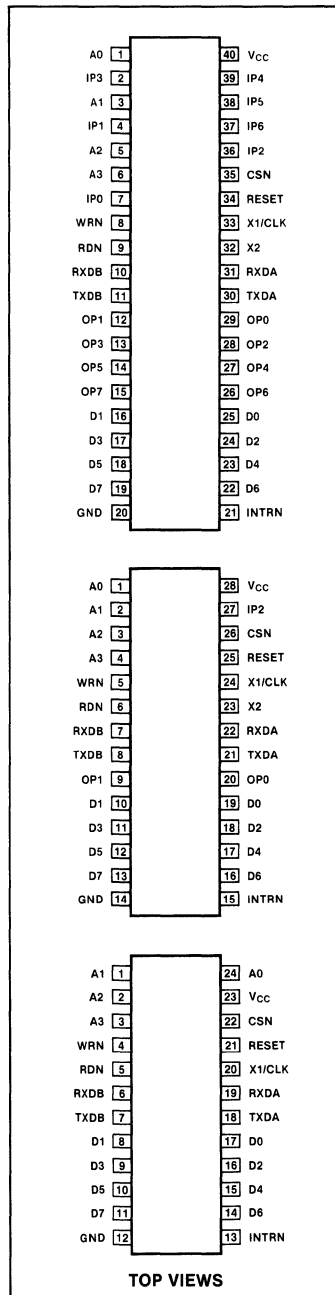 A0 1 40 VCC
IP3 2 39 IP4
A1 3 38 IP5
IP1 4 37 IP6
A2 5 36 IP2
A3 6 35 CSN
IP0 7 34 RESET
WRN 8 33 X1/CLK
RDN 9 32 X2
RXDB 10 31 RXDA
TXDB 11 30 TXDA
OP1 12 29 OP0
OP3 13 28 OP2
OP5 14 27 OP4
OP7 15 26 OP6
D1 16 25 D0
D3 17 24 D2
D5 18 23 D4
D7 19 22 D6
GND 20 21 INTRN
A0 1 28 VCC
A1 2 27 IP2
A2 3 26 CSN
A3 4 25 RESET
WRN 5 24 X1/CLK
RDN 6 23 X2
RXDB 7 22 RXDA
TXDB 8 21 TXDA
OP1 9 20 OP0
D1 10 19 D0
D3 11 18 D2
D5 12 17 D4
D7 13 16 D6
GND 14 15 INTRN
A1 1 24 A0
A2 2 23 VCC
A3 3 22 CSN
WRN 4 21 RESET
RDN 5 20 X1/CLK
RXDB 6 19 RXDA
TXDB 7 18 TXDA
D1 8 17 D0
D3 9 16 D2
D5 10 15 D4
D7 11 14 D6
GND 12 13 INTRN
TOP VIEWS